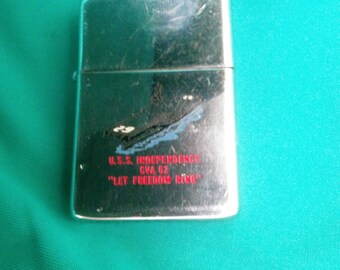 U.S.S. INDEPENDENCE
CVA 62
"LET FREEDOM RING"